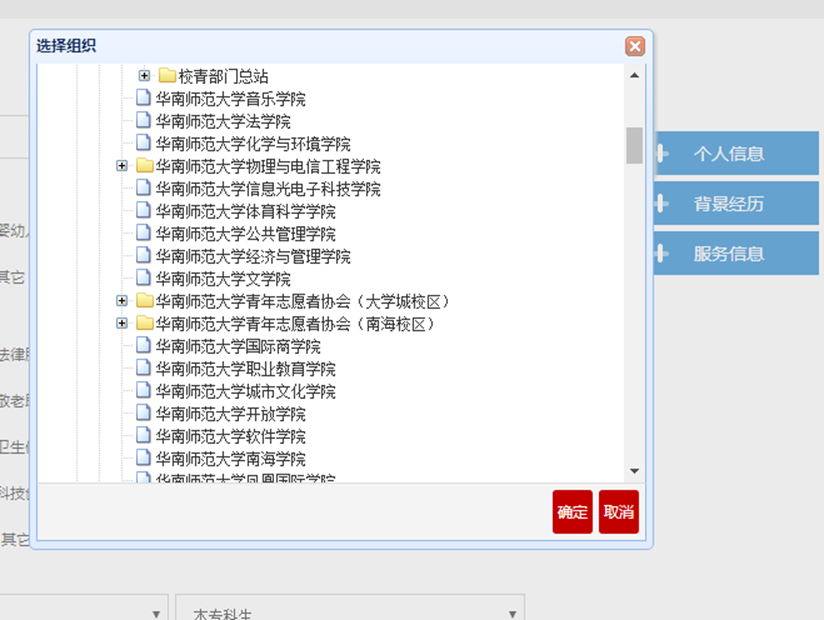 选择组织
校青部门总站
华南师范大学音乐学院
华南师范大学法学院
华南师范大学化学与环境学院
华南师范大学物理与电信工程学院
华南师范大学信息光电子科技学院
华南师范大学体育科学学院
华南师范大学公共管理学院
华南师范大学经济与管理学院
华南师范大学文学院
华南师范大学青年志愿者协会（大学城校区）
华南师范大学青年志愿者协会（南海校区）
华南师范大学国际商学院
华南师范大学职业教育学院
华南师范大学城市文化学院
华南师范大学开放学院
华南师范大学软件学院
华南师范大学南海学院
华南师范大学凤凰国际学院
确定 取消
个人信息
背景经历
服务信息
婴幼
其它
法律
敬老
卫生
科技
其它
本专科生